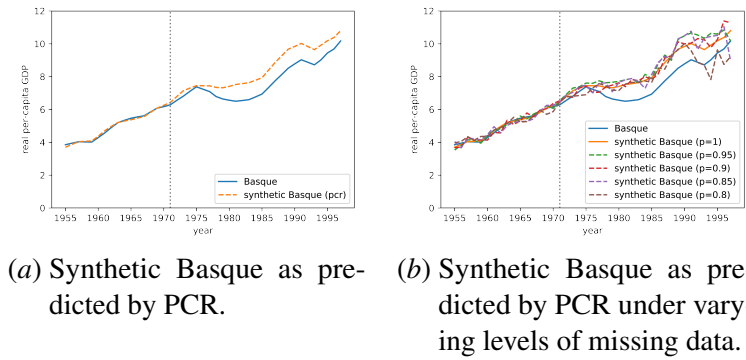 12
10
8
6
4
2
0
real per-capita GDP
Basque
synthetic Basque (pcr)
1955 1960 1965 1970 1975 1980 1985 1990 1995
year
(a) Synthetic Basque as pre-
dicted by PCR.
12
10
8
6
4
2
0
real per-capita GDP
Basque
synthetic Basque (p=1)
synthetic Basque (p=0.95)
synthetic Basque (p=0.9)
synthetic Basque (p=0.85)
synthetic Basque (p=0.8)
1955 1960 1965 1970 1975 1980 1985 1990 1995
year
(b) Synthetic Basque as pre
dicted by PCR under vary
ing levels of missing data.